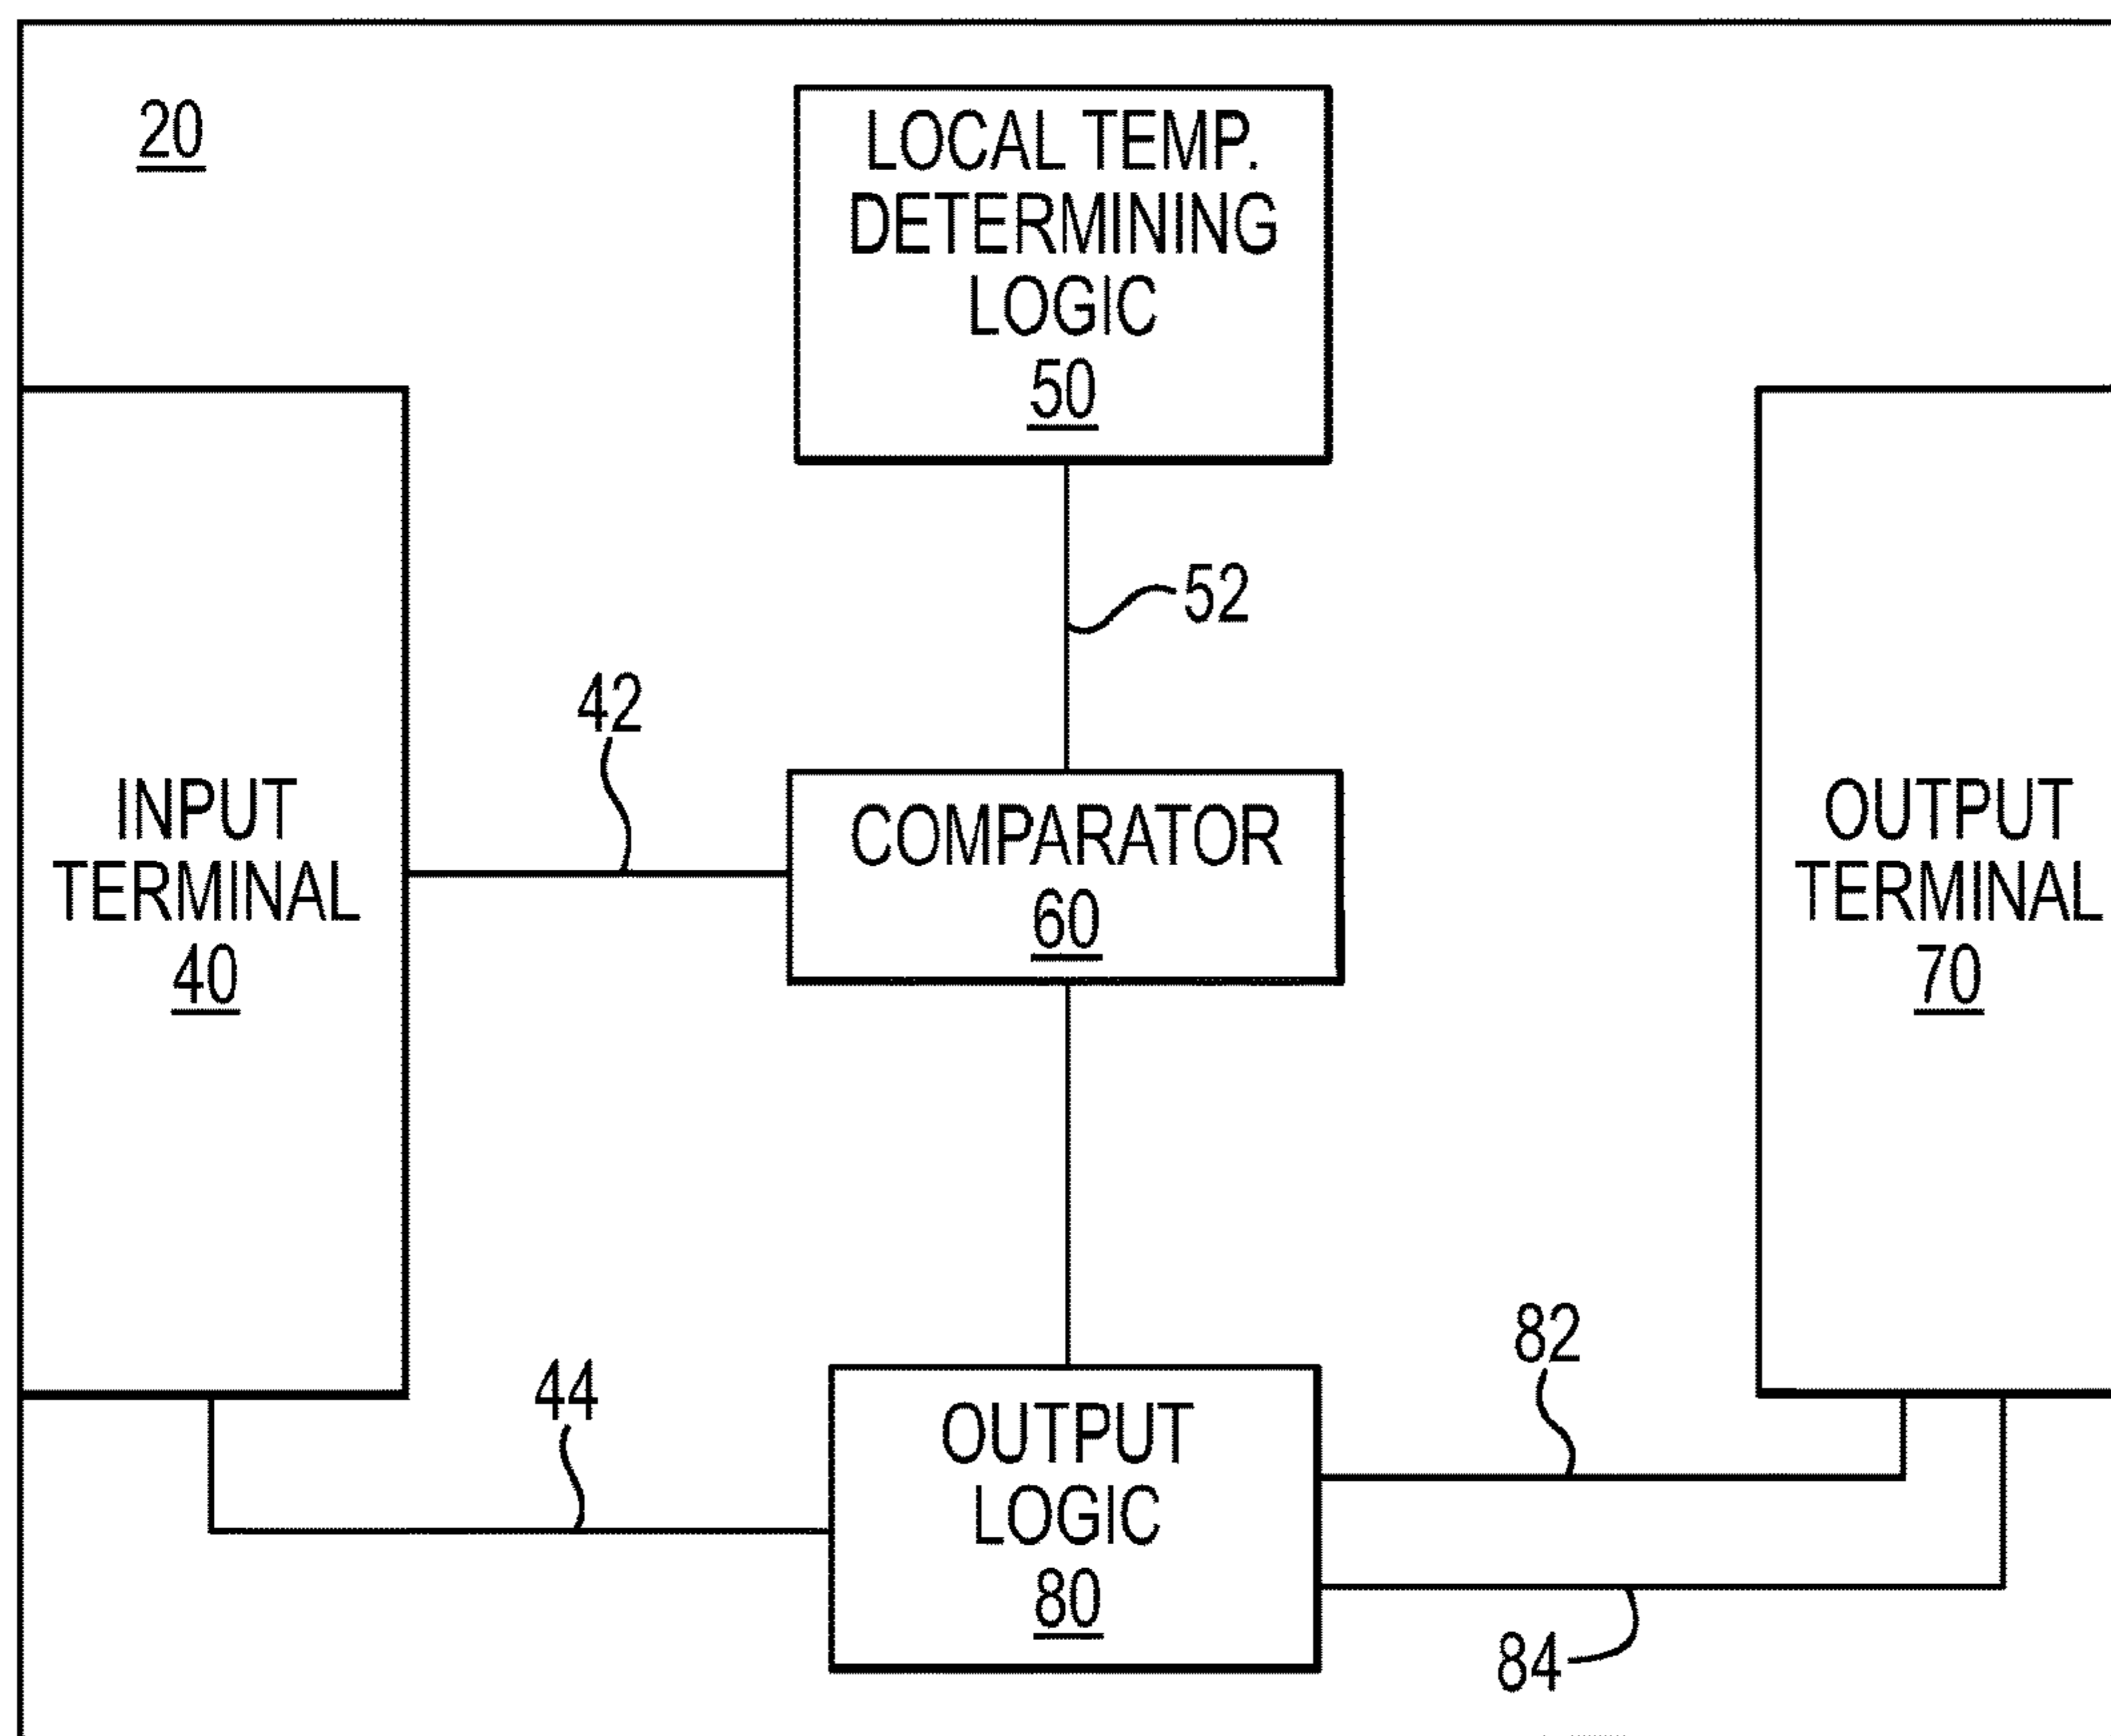 20
LOCAL TEMP.
DETERMINING
LOGIC
50
52
42
INPUT
TERMINAL
40
COMPARATOR
60
OUTPUT
TERMINAL
70
44
82
OUTPUT
LOGIC
80
84